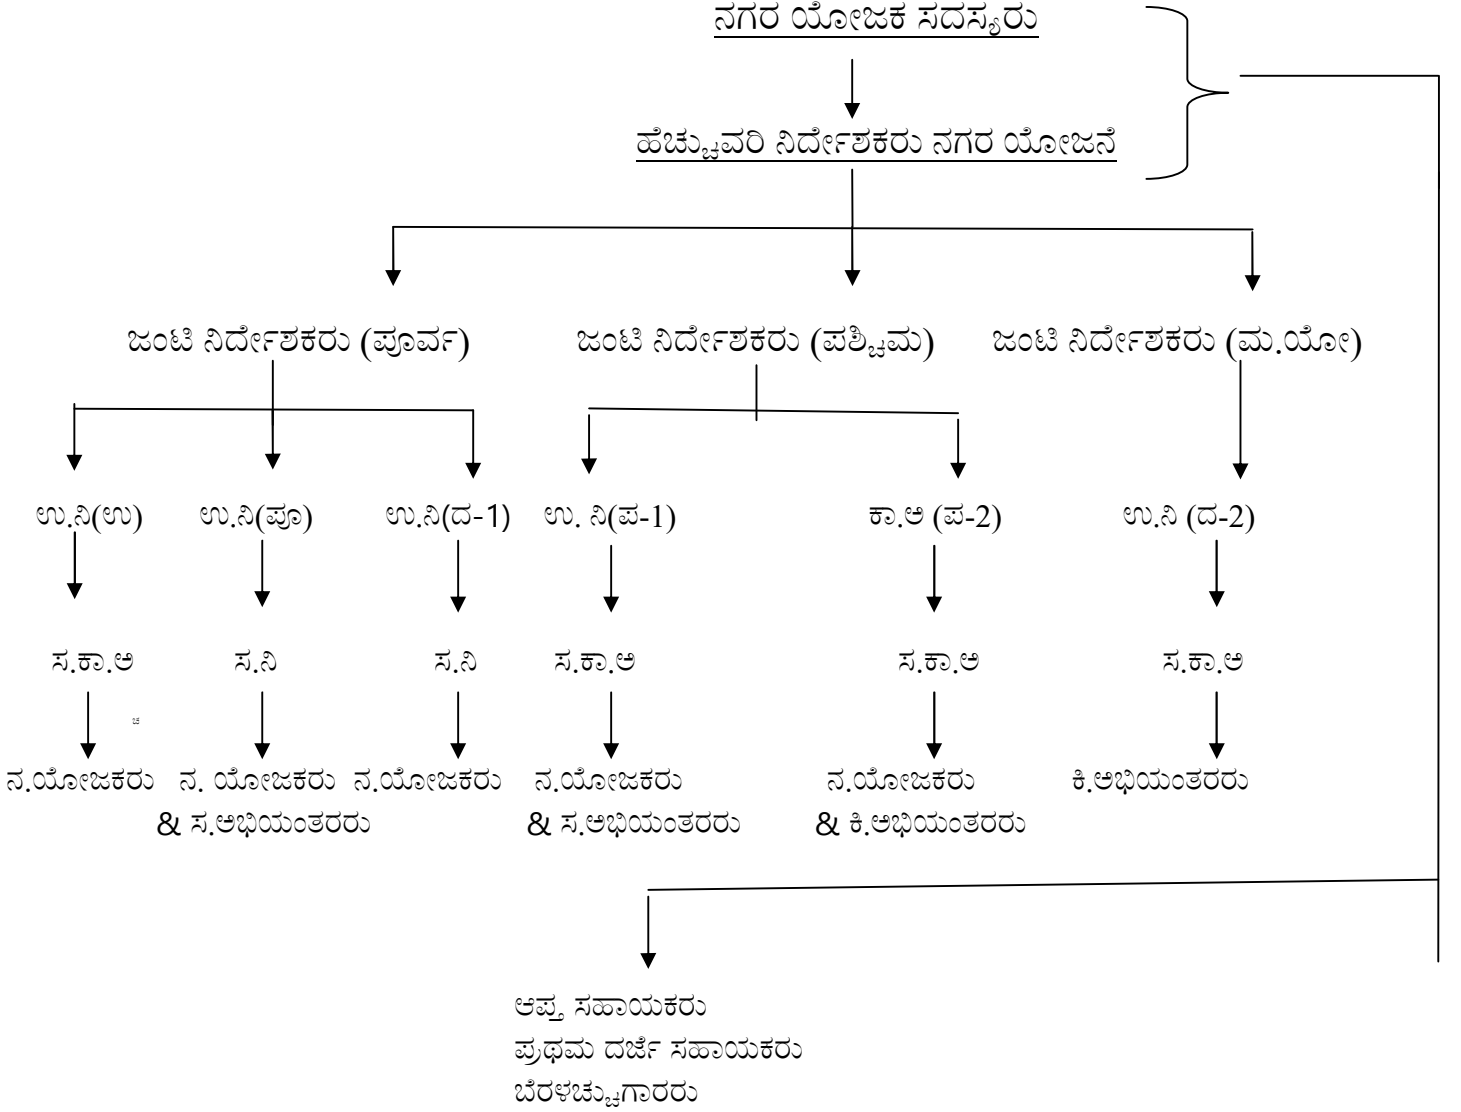 ನಗರ ಯೋಜಕ ಸದಸ್ಯರು
ಹೆಚ್ಚುವರಿ ನಿರ್ದೇಶಕರು ನಗರ ಯೋಜನೆ
ಜಂಟಿ ನಿರ್ದೇಶಕರು (ಪೂರ್ವ) ಜಂಟಿ ನಿರ್ದೇಶಕರು (ಪಶ್ಚಿಮ) ಜಂಟಿ ನಿರ್ದೇಶಕರು (ಮ.ಯೋ)
ಉ.ನಿ(ಉ) ಉ.ನಿ(ಪೂ) ಉ.ನಿ(ದ-1) ಉ. ನಿ(ಪ-1) ಕಾ.ಅ (ಪ-2) ಉ.ನಿ (ದ-2)
ಸ.ಕಾ.ಅ ಸ.ನಿ ಸ.ನಿ ಸ.ಕಾ.ಅ ಸ.ಕಾ.ಅ ಸ.ಕಾ.ಅ
ನ.ಯೋಜಕರು ನ. ಯೋಜಕರು ನ.ಯೋಜಕರು ನ.ಯೋಜಕರು ನ.ಯೋಜಕರು ಕಿ.ಅಭಿಯಂತರರು
& ಸ.ಅಭಿಯಂತರರು & ಸ.ಅಭಿಯಂತರರು & ಕಿ.ಅಭಿಯಂತರರು
ಆಪ್ತ ಸಹಾಯಕರು
ಪ್ರಥಮ ದರ್ಜೆ ಸಹಾಯಕರು
ಬೆರಳಚ್ಚುಗಾರರು